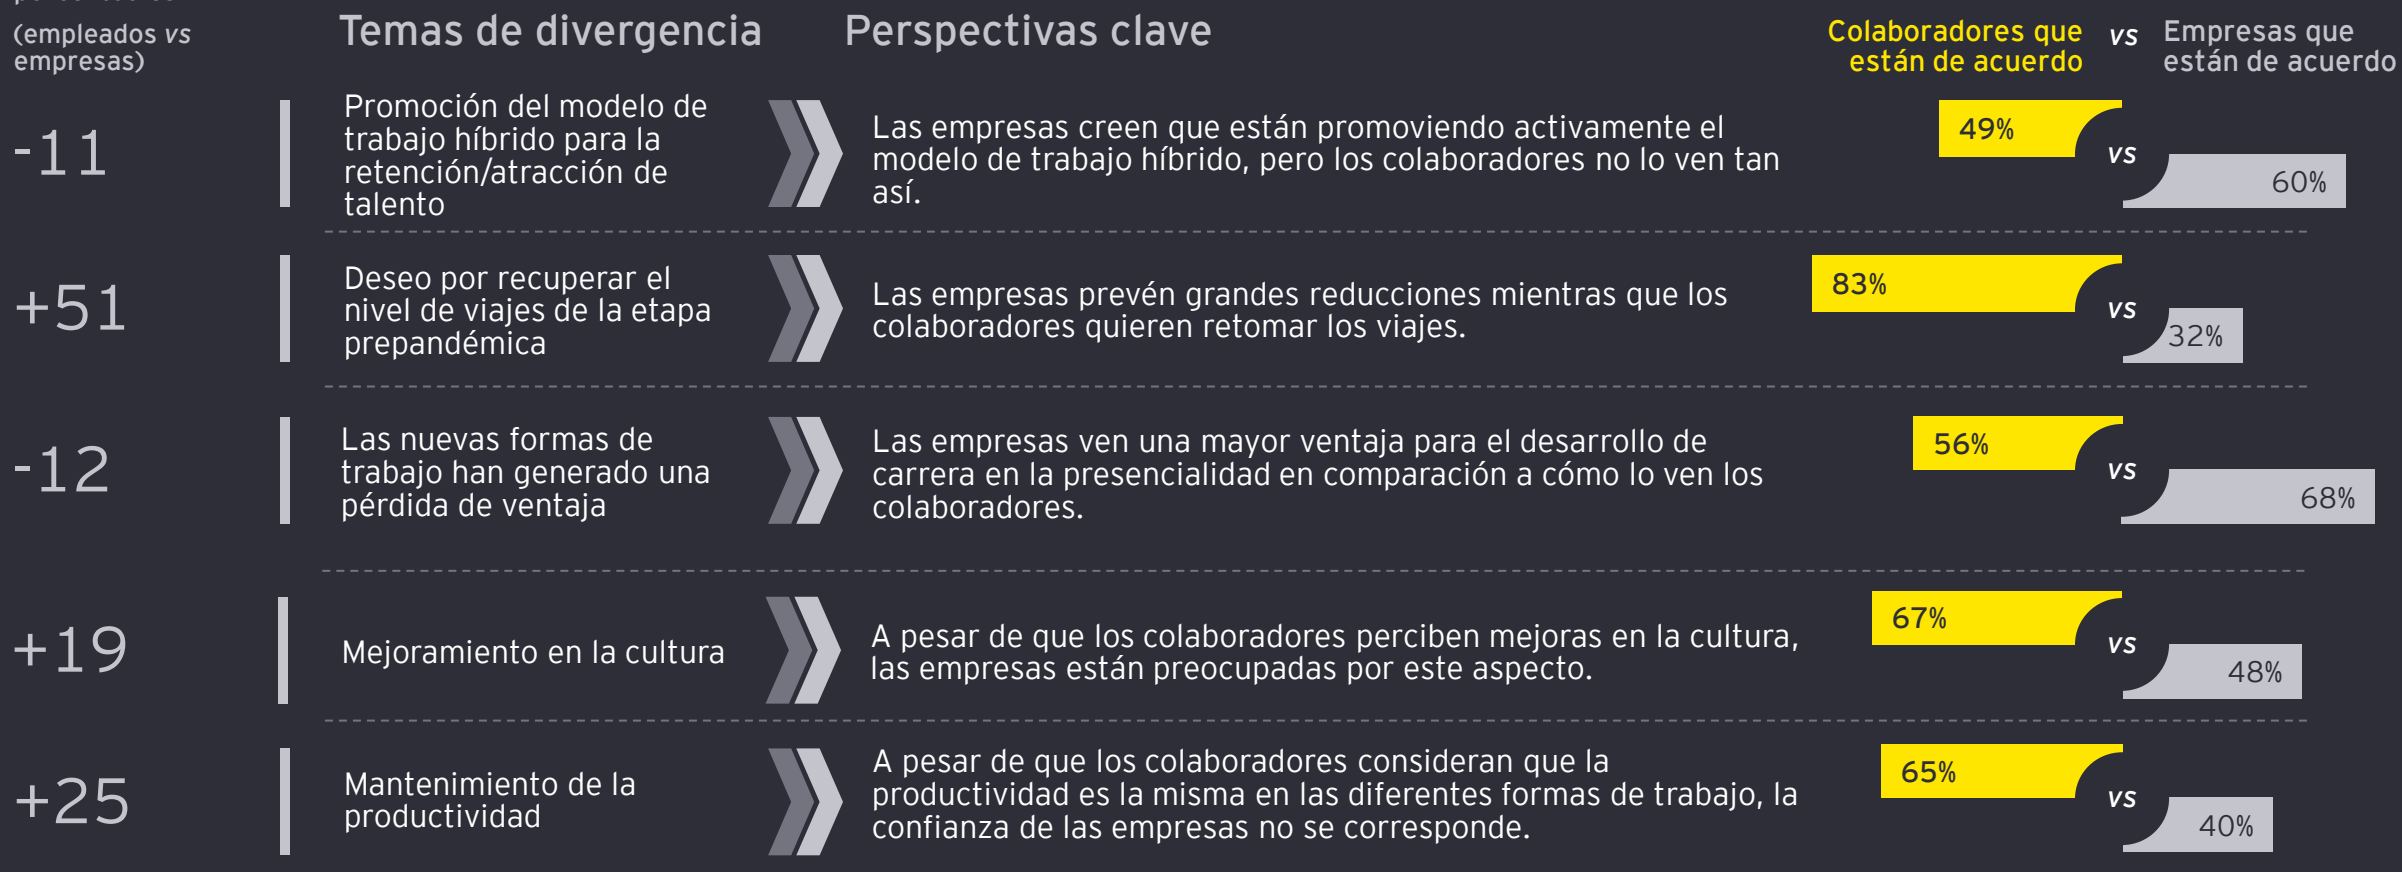 (empleados vs
empresas)
Temas de divergencia
Perspectivas clave
Colaboradores que
están de acuerdo
vs
Empresas que
están de acuerdo
-11
Promoción del modelo de
trabajo híbrido para la
retención/atracción de
talento
Las empresas creen que están promoviendo activamente el
modelo de trabajo híbrido, pero los colaboradores no lo ven tan
así.
49%
vs
60%
+51
Deseo por recuperar el
nivel de viajes de la etapa
prepandémica
Las empresas prevén grandes reducciones mientras que los
colaboradores quieren retomar los viajes.
83%
vs
32%
-12
Las nuevas formas de
trabajo han generado una
pérdida de ventaja
Las empresas ven una mayor ventaja para el desarrollo de
carrera en la presencialidad en comparación a cómo lo ven los
colaboradores.
56%
vs
68%
+19
Mejoramiento en la cultura
A pesar de que los colaboradores perciben mejoras en la cultura,
las empresas están preocupadas por este aspecto.
67%
vs
48%
+25
Mantenimiento de la
productividad
A pesar de que los colaboradores consideran que la
productividad es la misma en las diferentes formas de trabajo, la
confianza de las empresas no se corresponde.
65%
vs
40%